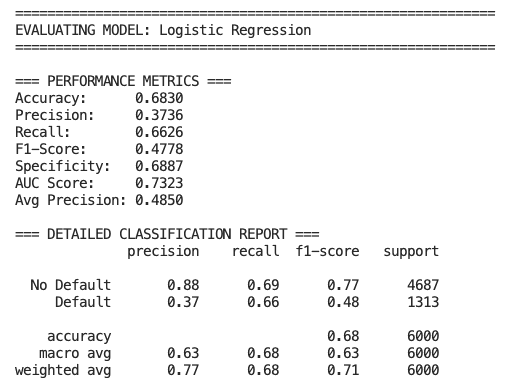 ================================================================
EVALUATING MODEL: Logistic Regression
================================================================
=== PERFORMANCE METRICS ===
Accuracy: 0.6830
Precision: 0.3736
Recall: 0.6626
F1-Score: 0.4778
Specificity: 0.6887
AUC Score: 0.7323
Avg Precision: 0.4850
=== DETAILED CLASSIFICATION REPORT ===
precision recall f1-score support
No Default 0.88 0.69 0.77 4687
Default 0.37 0.66 0.48 1313
accuracy 0.68 6000
macro avg 0.63 0.68 0.63 6000
weighted avg 0.77 0.68 0.71 6000